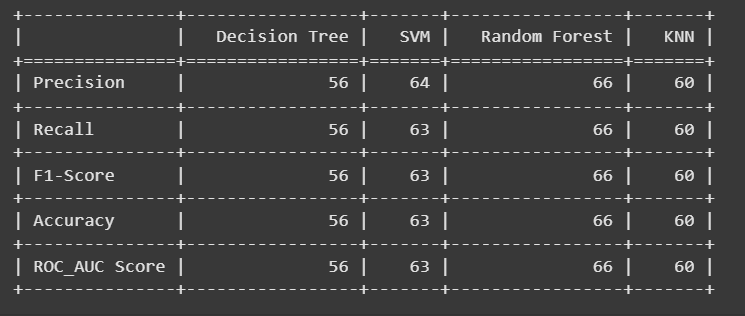 +---------------+-----------------+-------+-----------------+-------+
|               |   Decision Tree |   SVM |   Random Forest |   KNN |
+===============+=================+=======+=================+=======+
| Precision     |              56 |    64 |              66 |    60 |
+---------------+-----------------+-------+-----------------+-------+
| Recall        |              56 |    63 |              66 |    60 |
+---------------+-----------------+-------+-----------------+-------+
| F1-Score      |              56 |    63 |              66 |    60 |
+---------------+-----------------+-------+-----------------+-------+
| Accuracy      |              56 |    63 |              66 |    60 |
+---------------+-----------------+-------+-----------------+-------+
| ROC_AUC Score |              56 |    63 |              66 |    60 |
+---------------+-----------------+-------+-----------------+-------+